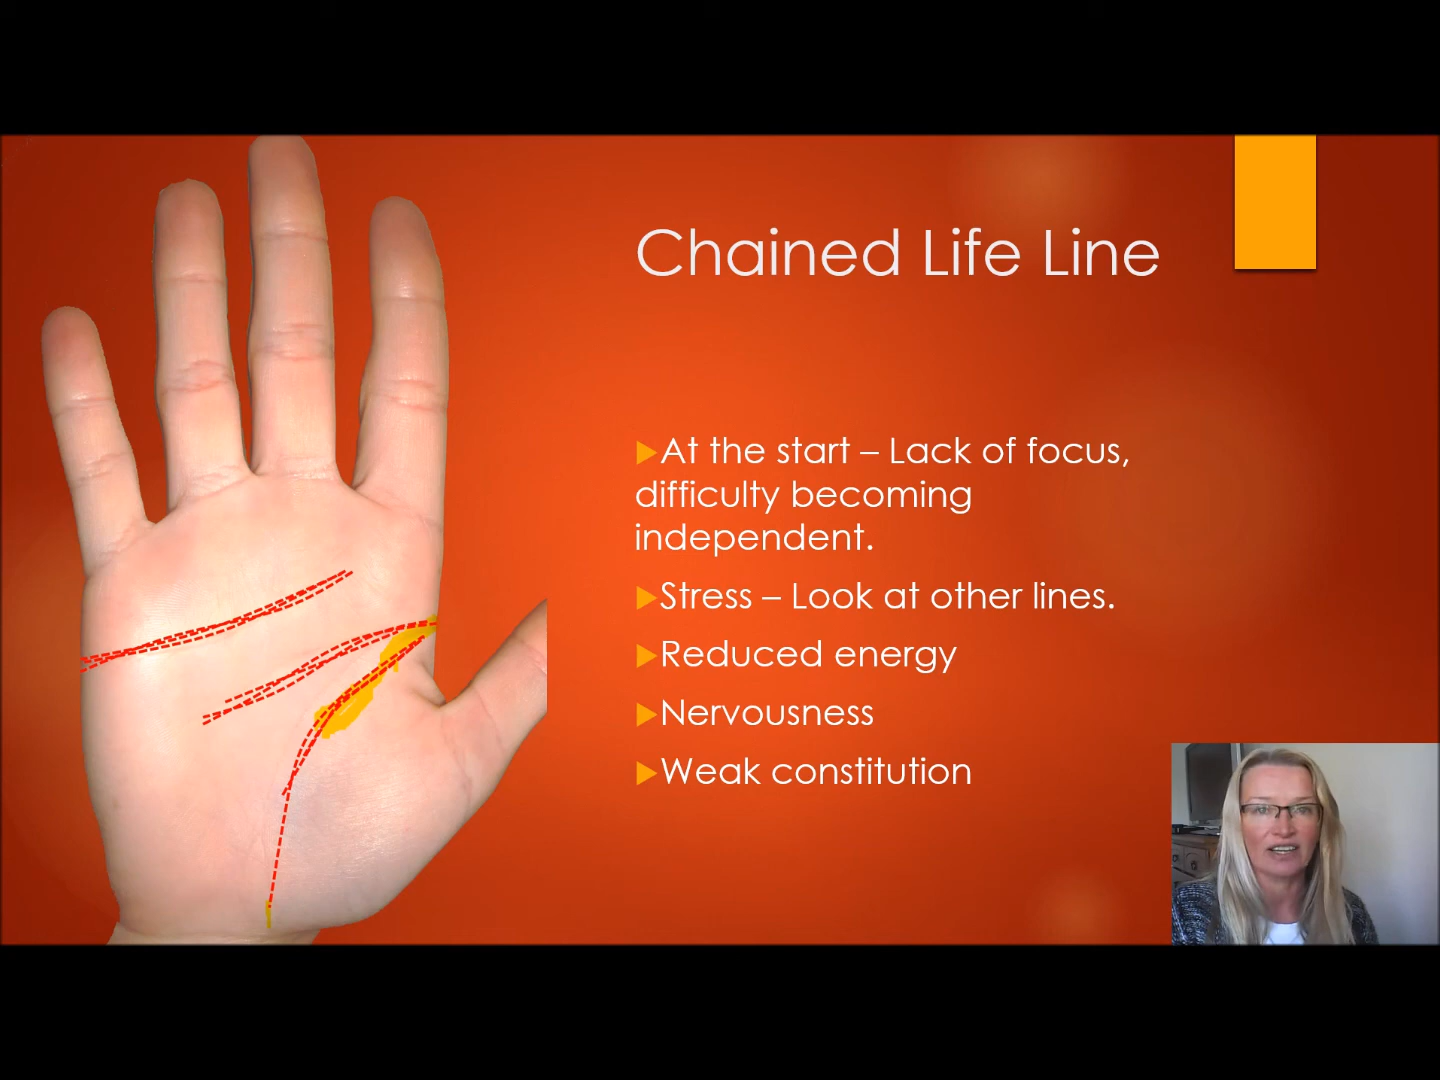 Chained Life Line
At the start – Lack of focus,
difficulty becoming
independent.
Stress – Look at other lines.
Reduced energy
Nervousness
Weak constitution